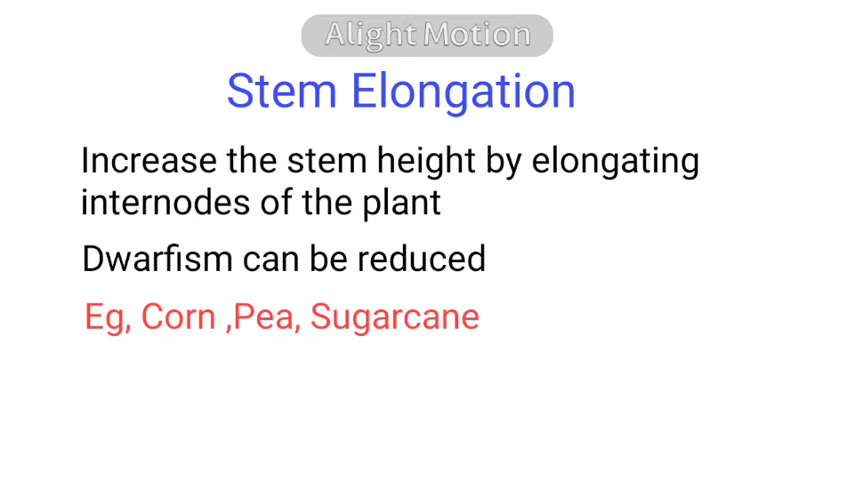 Alight Motion
Stem Elongation
Increase the stem height by elongating
internodes of the plant
Dwarfism can be reduced
Eg, Corn ,Pea, Sugarcane